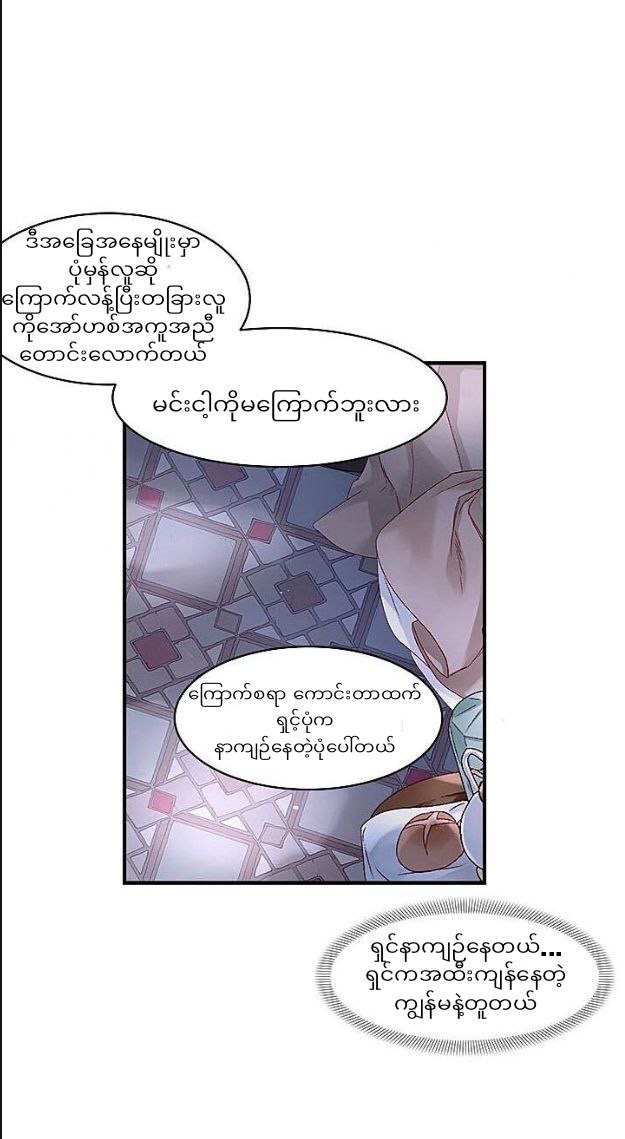 ဒီအခြေအနေမျိုးမှာ
ပုံမှန်လူဆို
ကြောက်လန့်ပြီးတခြားလူ
ကိုအော်ဟစ်အကူအညီ
တောင်းလောက်တယ်
မင်းငါ့ကိုမကြောက်ဘူးလား
ကြောက်စရာ ကောင်းတာထက်
ရှင့်ပုံက
နာကျဉ်နေတဲ့ပုံပေါ်တယ်
ရှင်နာကျဉ်နေတယ်...
ရှင်ကအထီးကျန်နေတဲ့
ကျွန်မနဲ့တူတယ်